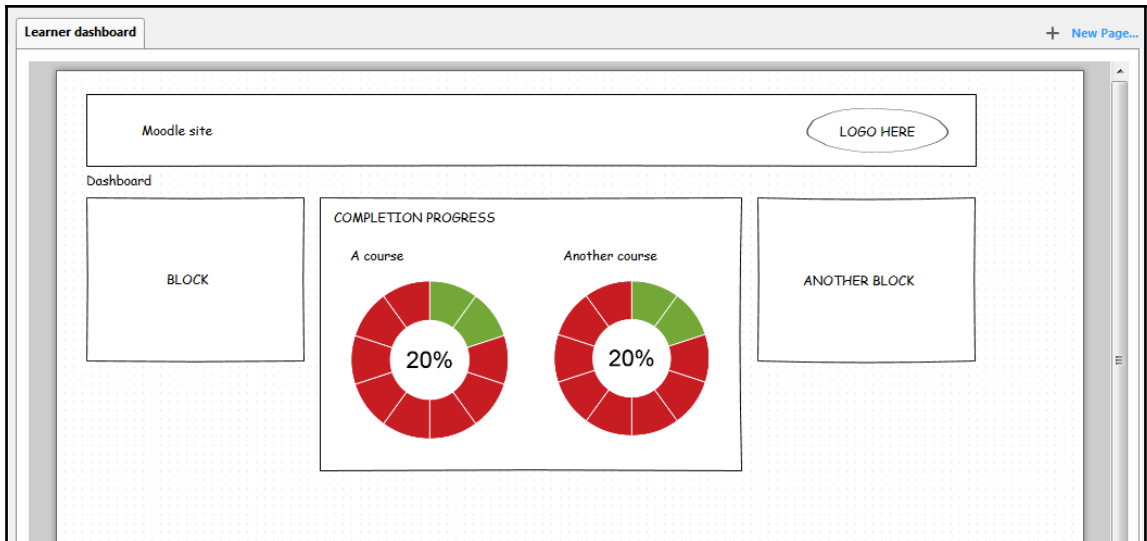 Learner dashboard
+ New Page...
Moodle site
LOGO HERE
Dashboard
BLOCK
COMPLETION PROGRESS
A course
Another course
20%
20%
ANOTHER BLOCK